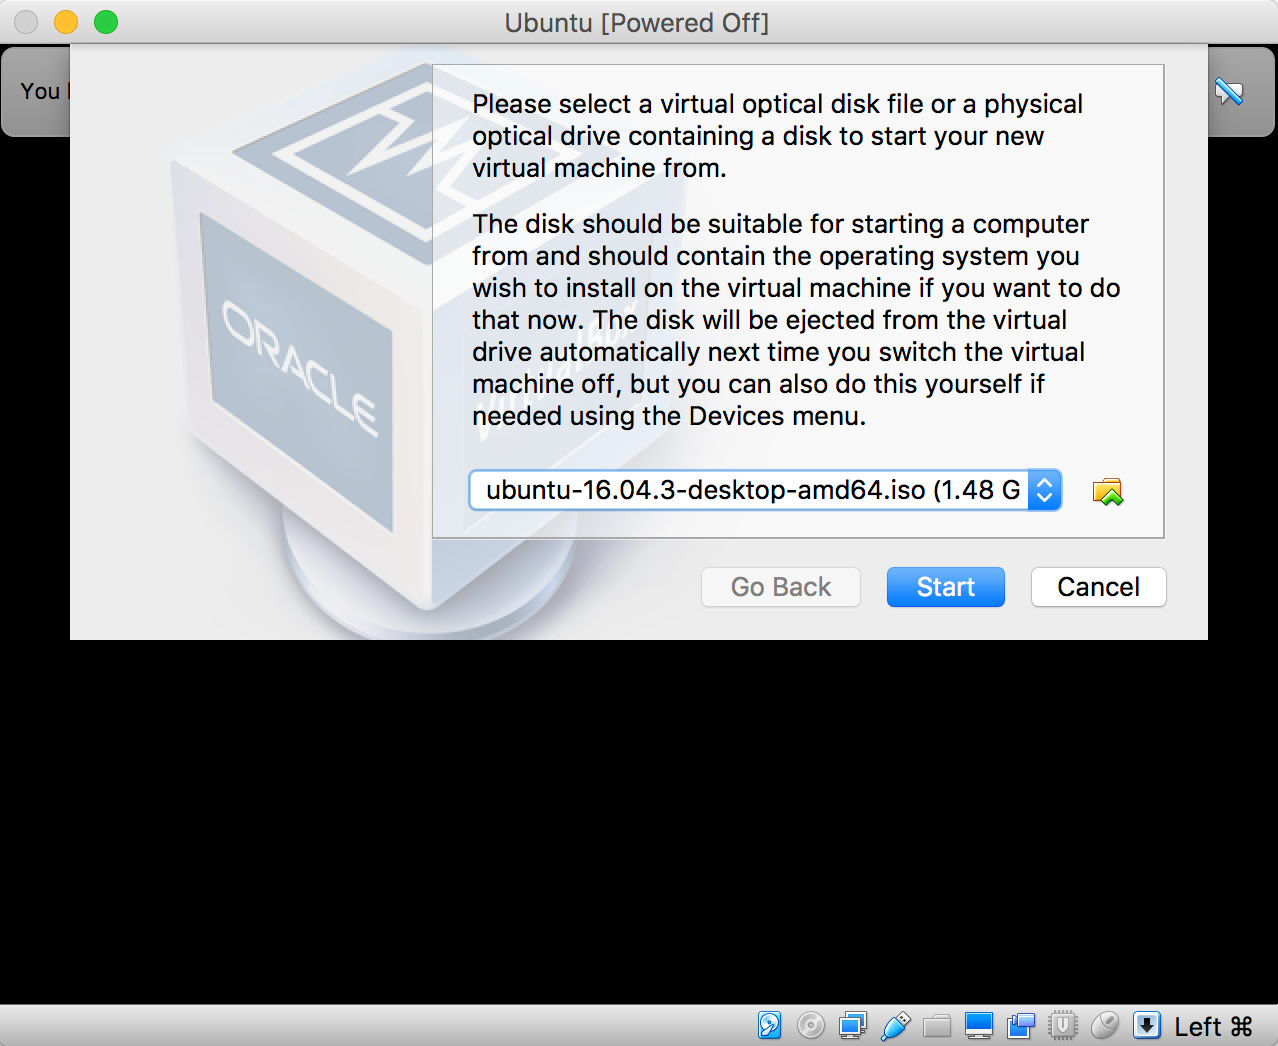 Ubuntu [Powered Off]
You
Please select a virtual optical disk file or a physical
optical drive containing a disk to start your new
virtual machine from.
The disk should be suitable for starting a computer
from and should contain the operating system you
wish to install on the virtual machine if you want to do
that now. The disk will be ejected from the virtual
drive automatically next time you switch the virtual
machine off, but you can also do this yourself if
needed using the Devices menu.
ORACLE
VirtualBox
ubuntu-16.04.3-desktop-amd64.iso (1.48 G
Go Back
Start
Cancel
Left ⌘